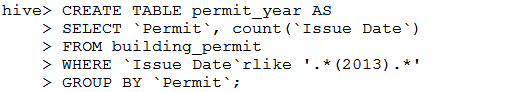 hive> CREATE TABLE permit_year AS
> SELECT `Permit`, count(`Issue Date`)
> FROM building_permit
> WHERE `Issue Date`rlike '.*(2013).*'
> GROUP BY `Permit`;